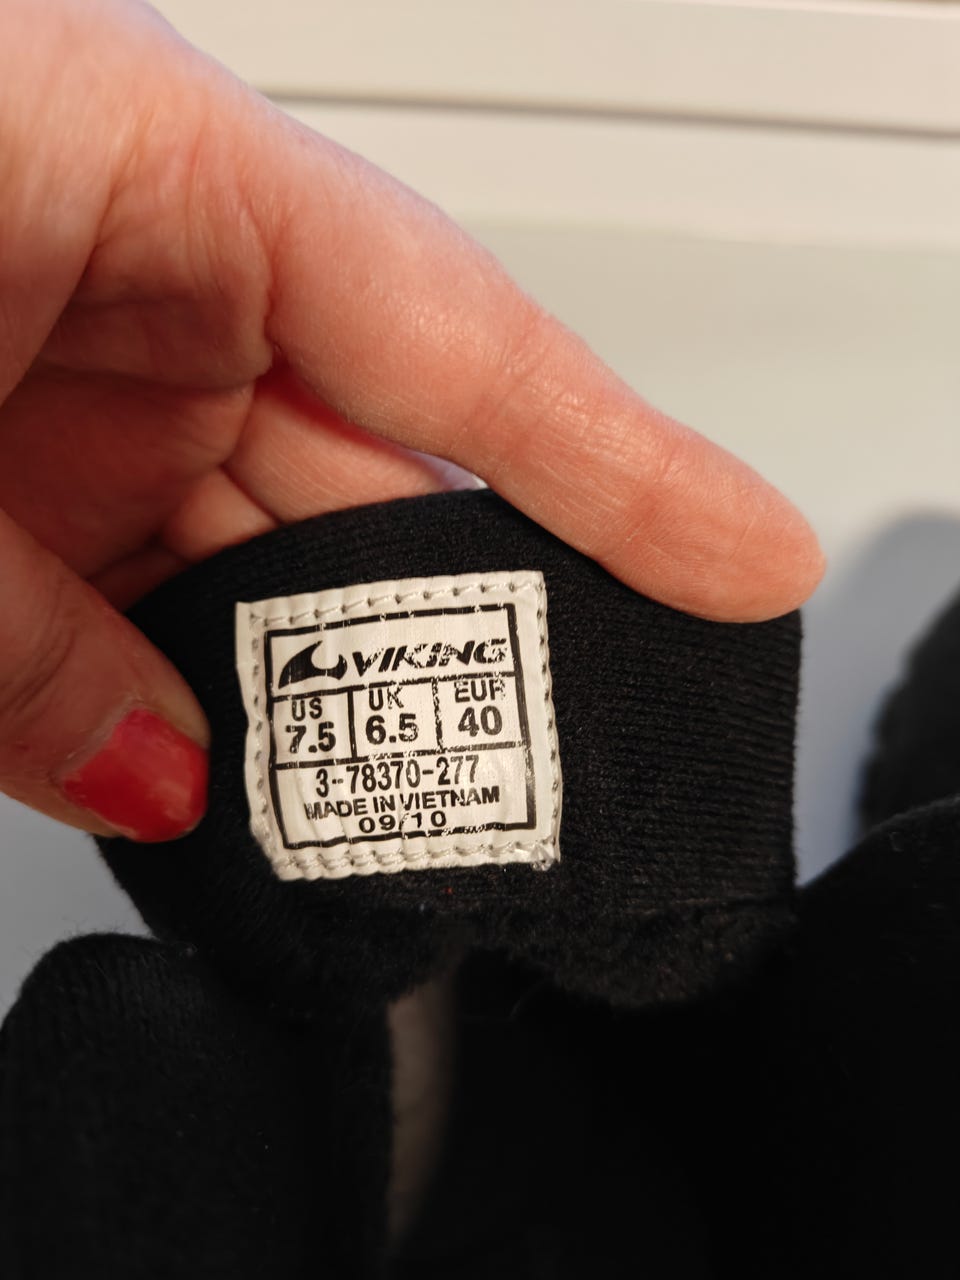 VIKING
US UK EUR
7.5 6.5 40
3-78370-277
MADE IN VIETNAM
09/10